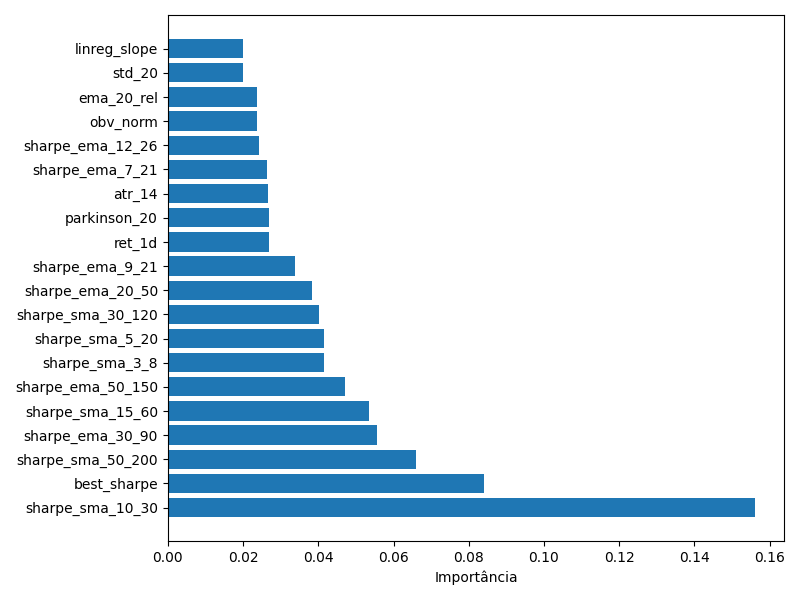 linreg_slope
std_20
ema_20_rel
obv_norm
sharpe_ema_12_26
sharpe_ema_7_21
atr_14
parkinson_20
ret_1d
sharpe_ema_9_21
sharpe_ema_20_50
sharpe_sma_30_120
sharpe_sma_5_20
sharpe_sma_3_8
sharpe_ema_50_150
sharpe_sma_15_60
sharpe_ema_30_90
sharpe_sma_50_200
best_sharpe
sharpe_sma_10_30
0.00 0.02 0.04 0.06 0.08 0.10 0.12 0.14 0.16
Importância